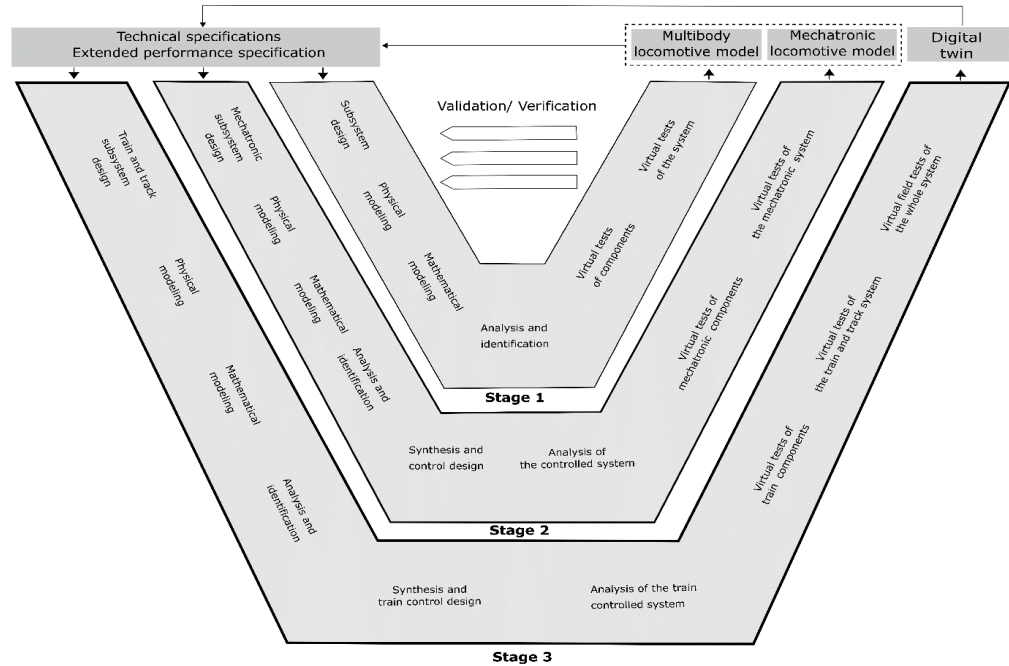 Technical specifications
Extended performance specification
Multibody
locomotive model
Mechatronic
locomotive model
Digital
twin
Validation/ Verification
Subsystem
design
Physical
modeling
Mathematical
modeling
Analysis and
identification
Virtual tests
of components
Virtual tests
of the system
Stage 1
Mechatronic
subsystem
design
Physical
modeling
Mathematical
modeling
Analysis and
identification
Synthesis and
control design
Analysis of
the controlled system
Virtual tests of
mechatronic components
Virtual tests of
the mechatronic system
Stage 2
Train and track
subsystem
design
Physical
modeling
Mathematical
modeling
Analysis and
identification
Synthesis and
train control design
Analysis of the train
controlled system
Virtual tests of
train components
Virtual tests of
the train and track system
Virtual field tests of
the whole system
Stage 3